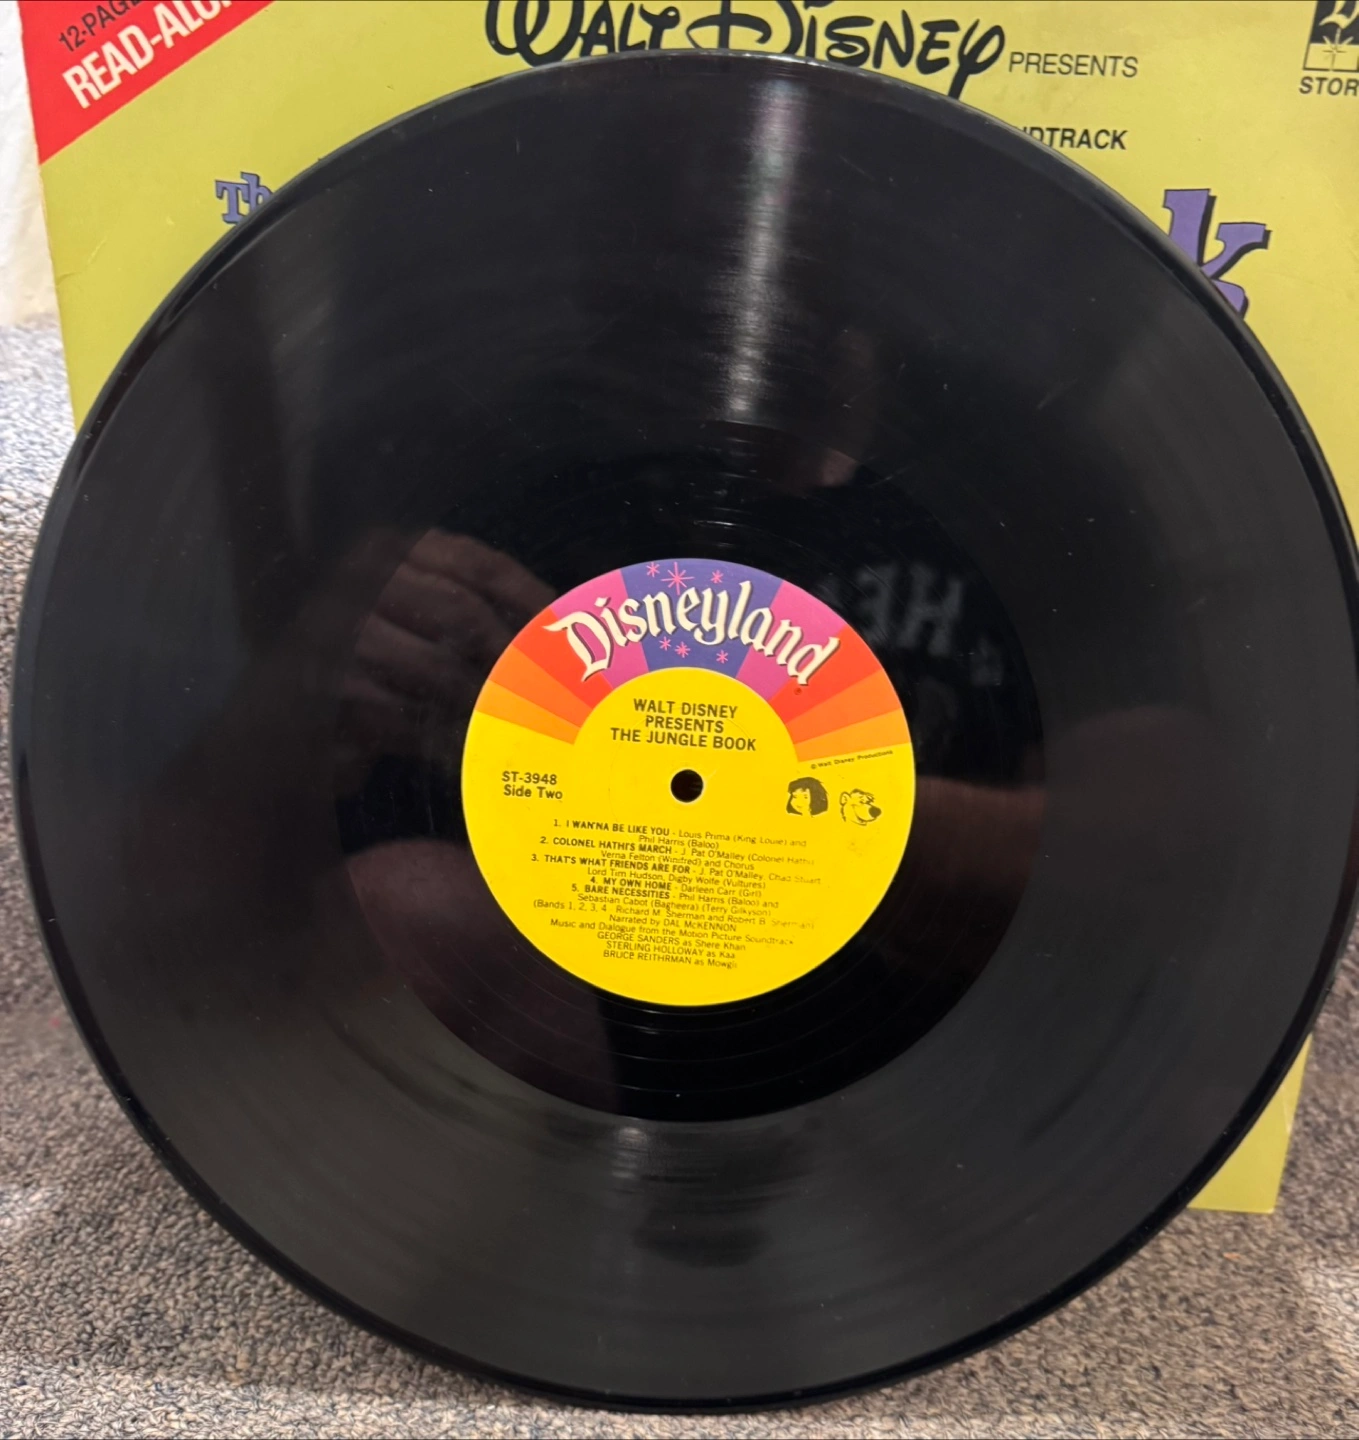 12-PAGE
READ-ALO
WALT DISNEY PRESENTS
STOR
DTRACK
Th
k
Disneyland
WALT DISNEY
PRESENTS
THE JUNGLE BOOK
© Walt Disney Productions
ST-3948
Side Two
1. I WAN'NA BE LIKE YOU - Louis Prima (King Louie) and
Phil Harris (Baloo)
2. COLONEL HATHI'S MARCH - J. Pat O'Malley (Colonel Hathi)
Verna Felton (Winifred) and Chorus
3. THAT'S WHAT FRIENDS ARE FOR - J. Pat O'Malley, Chad Stuart
Lord Tim Hudson, Digby Wolfe (Vultures)
4. MY OWN HOME - Darleen Carr (Girl)
5. BARE NECESSITIES - Phil Harris (Baloo) and
Sebastian Cabot (Bagheera) (Terry Gilkyson)
(Bands 1, 2, 3, 4 - Richard M. Sherman and Robert B. Sherman)
Narrated by DAL McKENNON
Music and Dialogue from the Motion Picture Soundtrack
GEORGE SANDERS as Shere Khan
STERLING HOLLOWAY as Kaa
BRUCE REITHRMAN as Mowgli